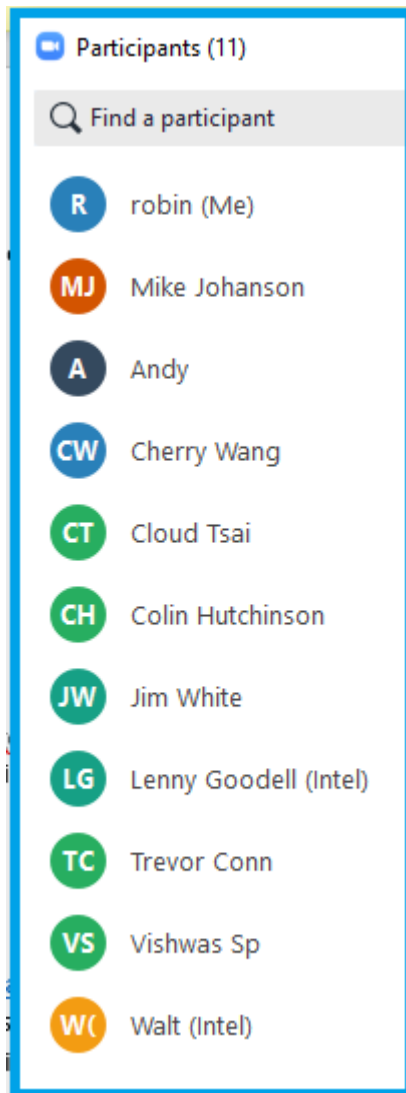 Participants (11)
Find a participant
R robin (Me)
MJ Mike Johanson
A Andy
CW Cherry Wang
CT Cloud Tsai
CH Colin Hutchinson
JW Jim White
LG Lenny Goodell (Intel)
TC Trevor Conn
VS Vishwas Sp
W( Walt (Intel)